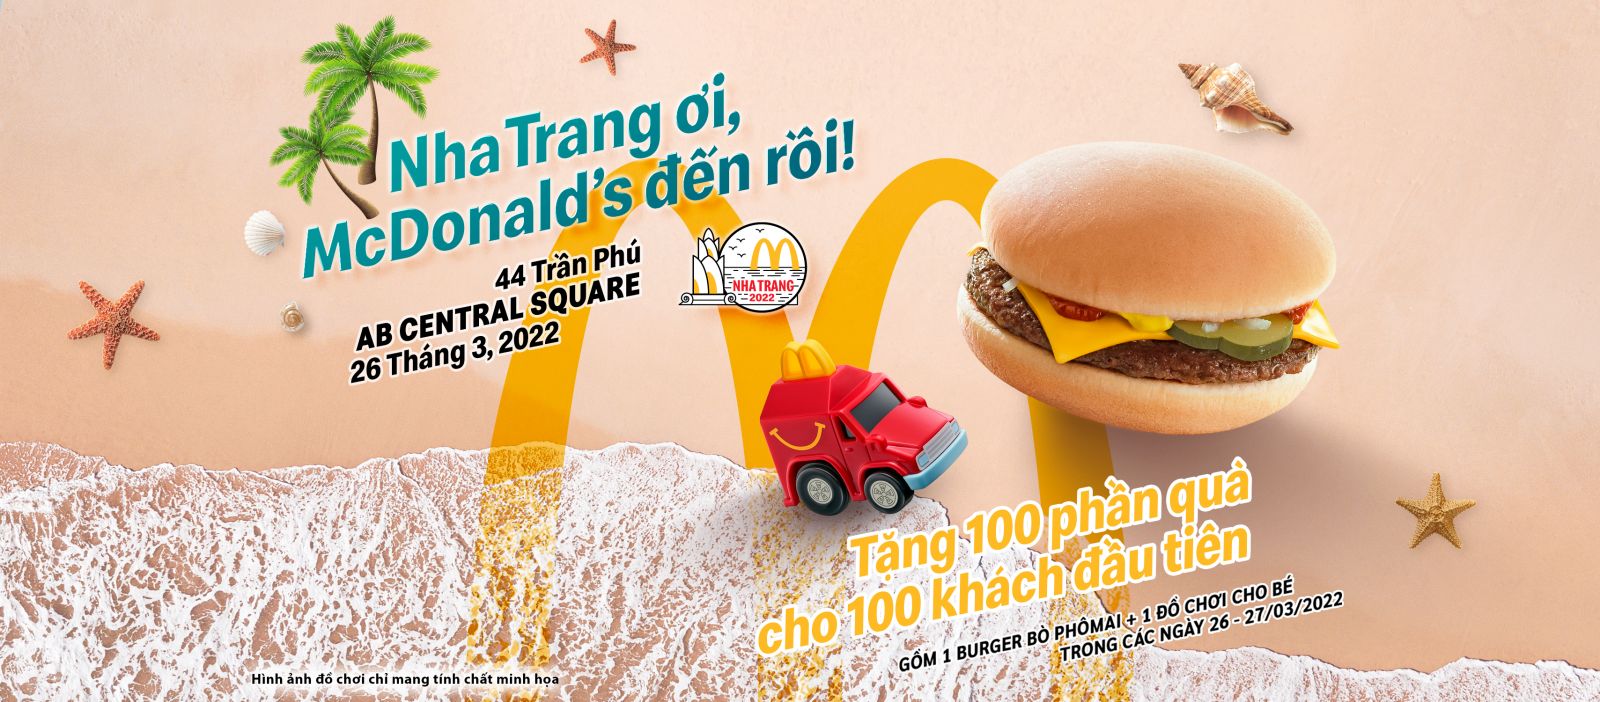 Nha Trang ơi,
McDonald's đến rồi!
44 Trần Phú
AB CENTRAL SQUARE
26 Tháng 3, 2022
NHA TRANG
2022
Tặng 100 phần quà
cho 100 khách đầu tiên
GỒM 1 BURGER BÒ PHÔMAI + 1 ĐỒ CHƠI CHO BÉ
TRONG CÁC NGÀY 26 - 27/03/2022
Hình ảnh đồ chơi chỉ mang tính chất minh họa